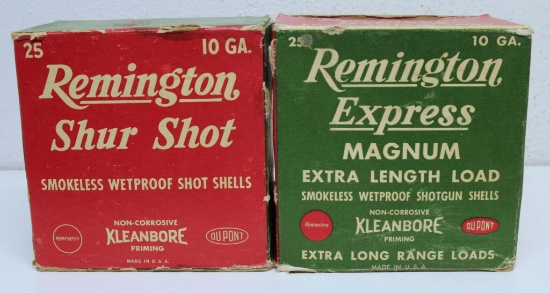 25 10 GA.
Remington
Shur Shot
SMOKELESS WETPROOF SHOT SHELLS
Remington
NON-CORROSIVE
KLEANBORE
PRIMING
DU PONT
MADE IN U.S.A.
25 10 GA.
Remington
Express
MAGNUM
EXTRA LENGTH LOAD
SMOKELESS WETPROOF SHOTGUN SHELLS
Remington
NON-CORROSIVE
KLEANBORE
PRIMING
DU PONT
EXTRA LONG RANGE LOADS
MADE IN U.S.A.